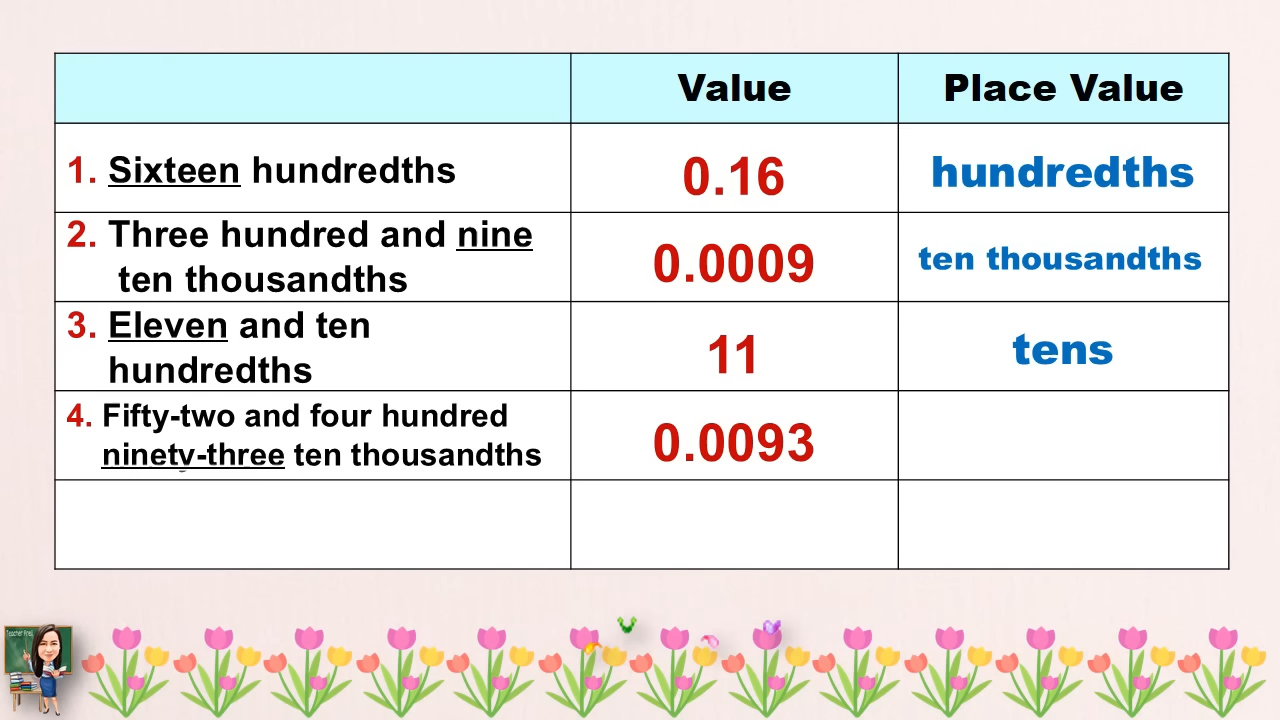 Value Place Value
1. Sixteen hundredths 0.16 hundredths
2. Three hundred and nine
ten thousandths 0.0009 ten thousandths
3. Eleven and ten
hundredths 11 tens
4. Fifty-two and four hundred
ninety-three ten thousandths 0.0093